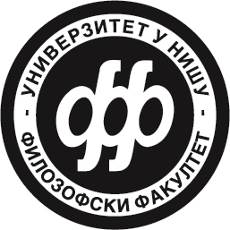 УНИВЕРЗИТЕТ У НИШУ
ффф
- ФИЛОЗОФСКИ ФАКУЛТЕТ -